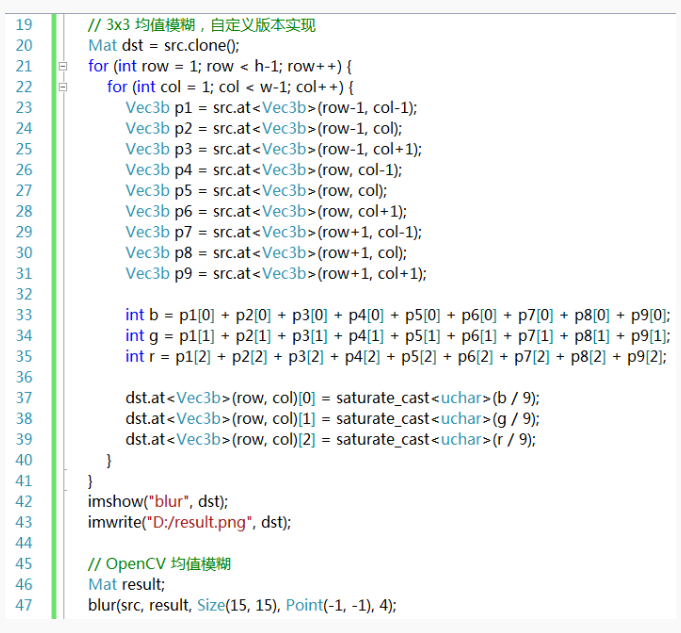 19 // 3x3 均值模糊，自定义版本实现
20 Mat dst = src.clone();
21 for (int row = 1; row < h-1; row++) {
22 for (int col = 1; col < w-1; col++) {
23 Vec3b p1 = src.at<Vec3b>(row-1, col-1);
24 Vec3b p2 = src.at<Vec3b>(row-1, col);
25 Vec3b p3 = src.at<Vec3b>(row-1, col+1);
26 Vec3b p4 = src.at<Vec3b>(row, col-1);
27 Vec3b p5 = src.at<Vec3b>(row, col);
28 Vec3b p6 = src.at<Vec3b>(row, col+1);
29 Vec3b p7 = src.at<Vec3b>(row+1, col-1);
30 Vec3b p8 = src.at<Vec3b>(row+1, col);
31 Vec3b p9 = src.at<Vec3b>(row+1, col+1);
32
33 int b = p1[0] + p2[0] + p3[0] + p4[0] + p5[0] + p6[0] + p7[0] + p8[0] + p9[0];
34 int g = p1[1] + p2[1] + p3[1] + p4[1] + p5[1] + p6[1] + p7[1] + p8[1] + p9[1];
35 int r = p1[2] + p2[2] + p3[2] + p4[2] + p5[2] + p6[2] + p7[2] + p8[2] + p9[2];
36
37 dst.at<Vec3b>(row, col)[0] = saturate_cast<uchar>(b / 9);
38 dst.at<Vec3b>(row, col)[1] = saturate_cast<uchar>(g / 9);
39 dst.at<Vec3b>(row, col)[2] = saturate_cast<uchar>(r / 9);
40 }
41 }
42 imshow("blur", dst);
43 imwrite("D:/result.png", dst);
44
45 // OpenCV 均值模糊
46 Mat result;
47 blur(src, result, Size(15, 15), Point(-1, -1), 4);